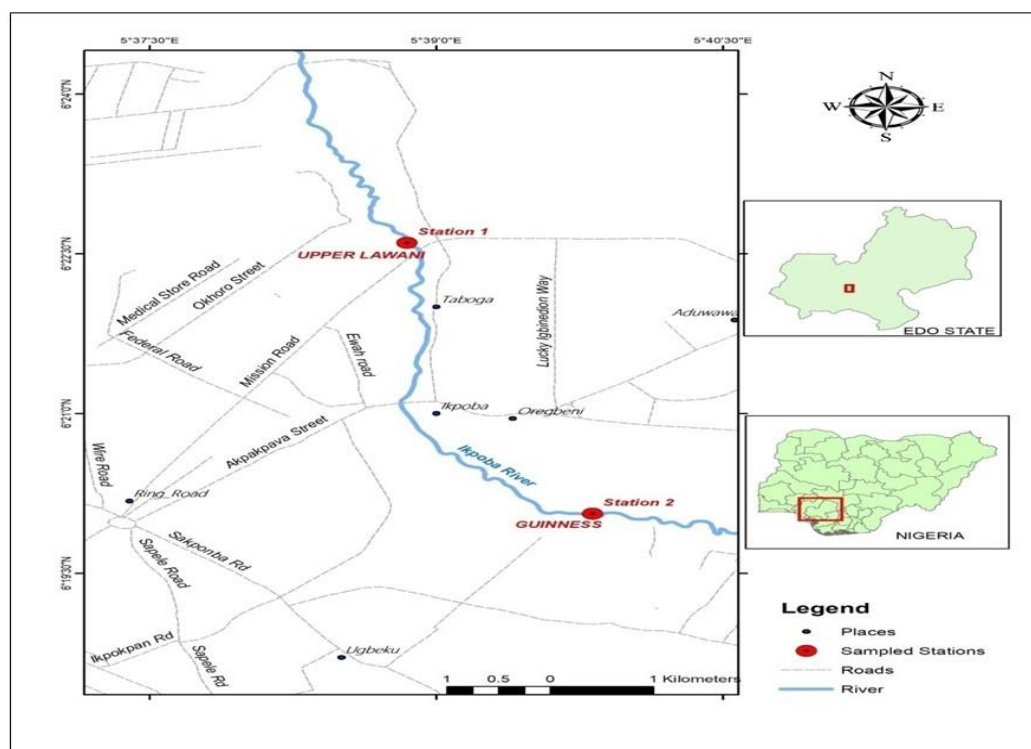 5°37'30"E 5°39'0"E 5°40'30"E
6°24'0"N
N
W E
S
Station 1
UPPER LAWANI
6°22'30"N
Medical Store Road
Okhoro Street
Taboga
Aduwawa
Lucky Igbinedion Way
EDO STATE
Federal Road
Mission Road
Ewah road
6°21'0"N
Ikpoba
Oregbeni
Akpakpava Street
Wire Road
Ikpoba River
Ring_Road
Station 2
GUINNESS
NIGERIA
Sakponba Rd
Sapele Road
6°19'30"N
Legend
Places
Sampled Stations
Roads
River
Ikpokpan Rd
Ugbeku
Sapele Rd
1 0.5 0 1 Kilometers